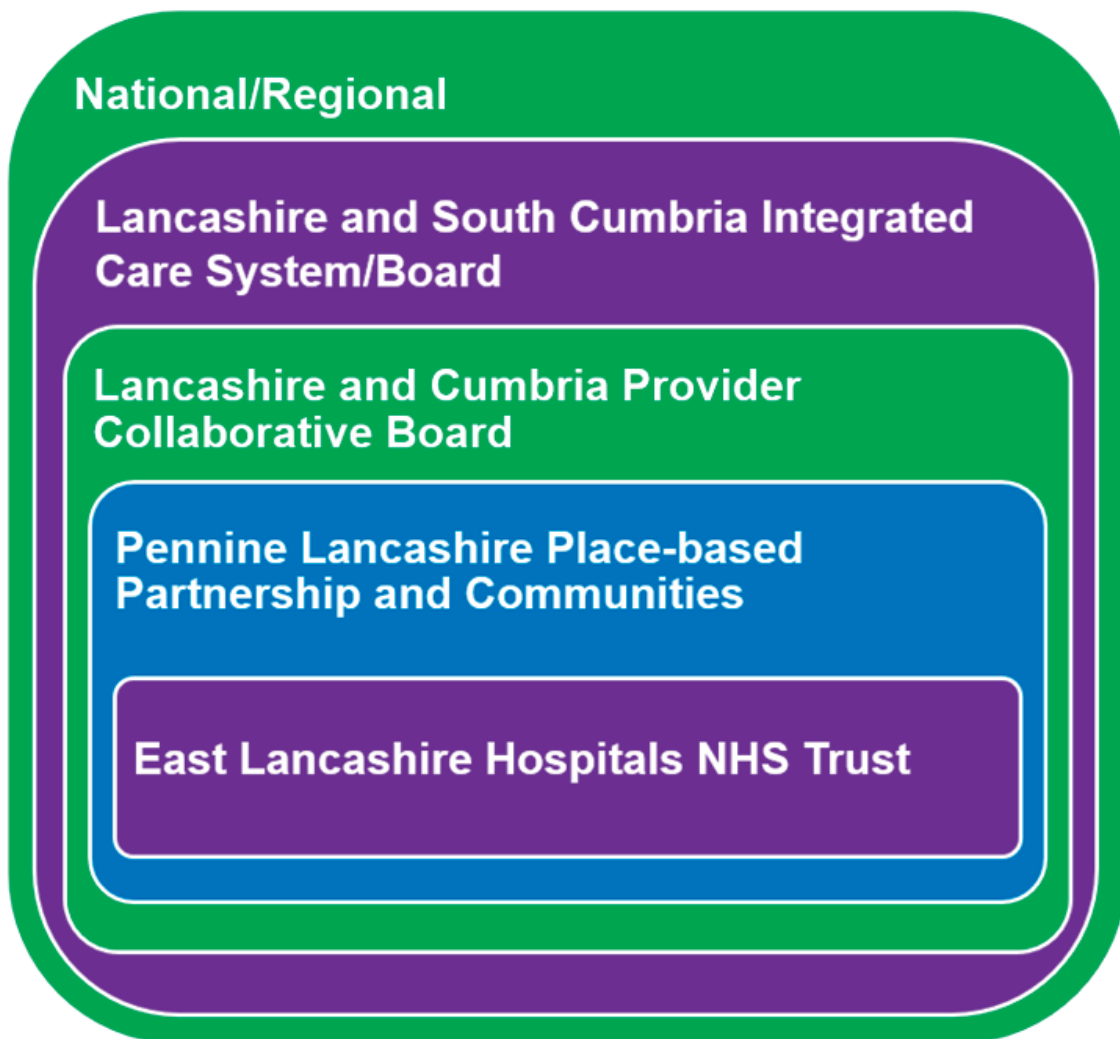 National/Regional
Lancashire and South Cumbria Integrated
Care System/Board
Lancashire and Cumbria Provider
Collaborative Board
Pennine Lancashire Place-based
Partnership and Communities
East Lancashire Hospitals NHS Trust